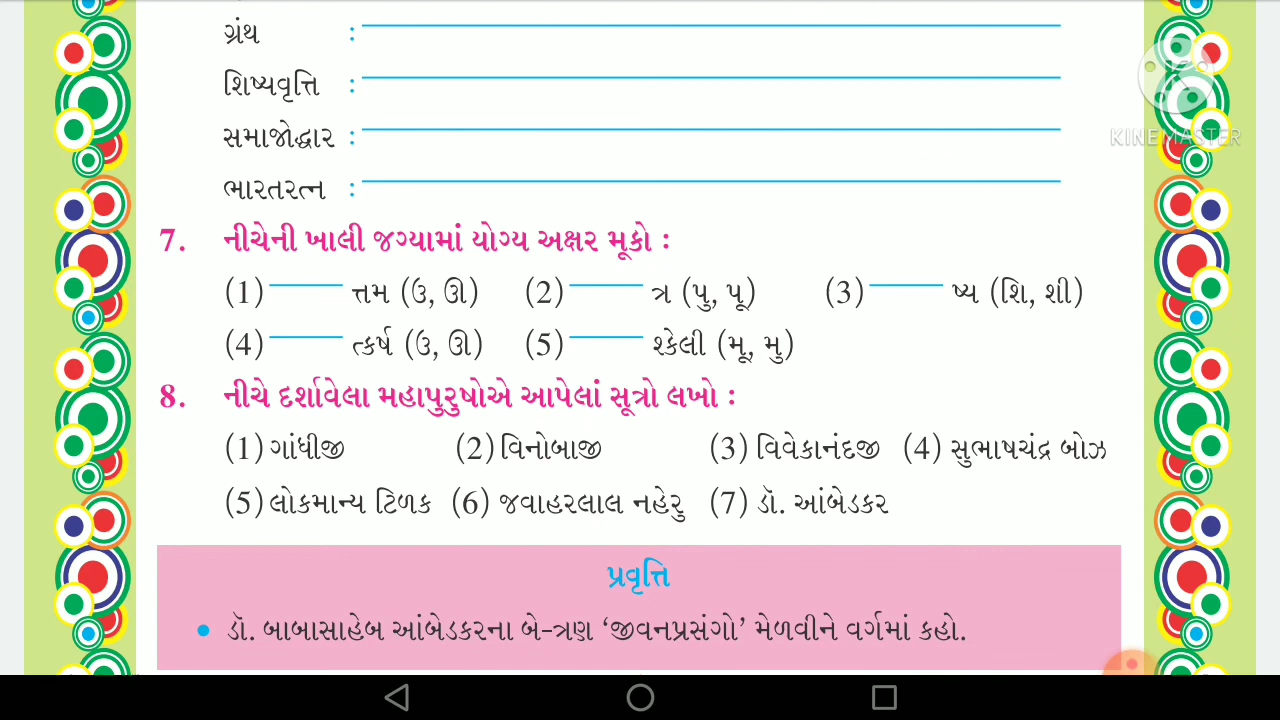 ગ્રંથ :
શિષ્યવૃત્તિ :
સમાજોદ્ધાર :
ભારતરત્ન :
KINEMASTER
7. નીચેની ખાલી જગ્યામાં યોગ્ય અક્ષર મૂકો :
(1) ત્તમ (ઉ, ઊ) (2) ત્ર (પુ, પૂ) (3) ષ્ય (શિ, શી)
(4) ત્કર્ષ (ઉ, ઊ) (5) શ્કેલી (મૂ, મુ)
8. નીચે દર્શાવેલા મહાપુરુષોએ આપેલાં સૂત્રો લખો :
(1) ગાંધીજી (2) વિનોબાજી (3) વિવેકાનંદજી (4) સુભાષચંદ્ર બોઝ
(5) લોકમાન્ય ટિળક (6) જવાહરલાલ નહેરુ (7) ડૉ. આંબેડકર
પ્રવૃત્તિ
• ડૉ. બાબાસાહેબ આંબેડકરના બે-ત્રણ ‘જીવનપ્રસંગો’ મેળવીને વર્ગમાં કહો.